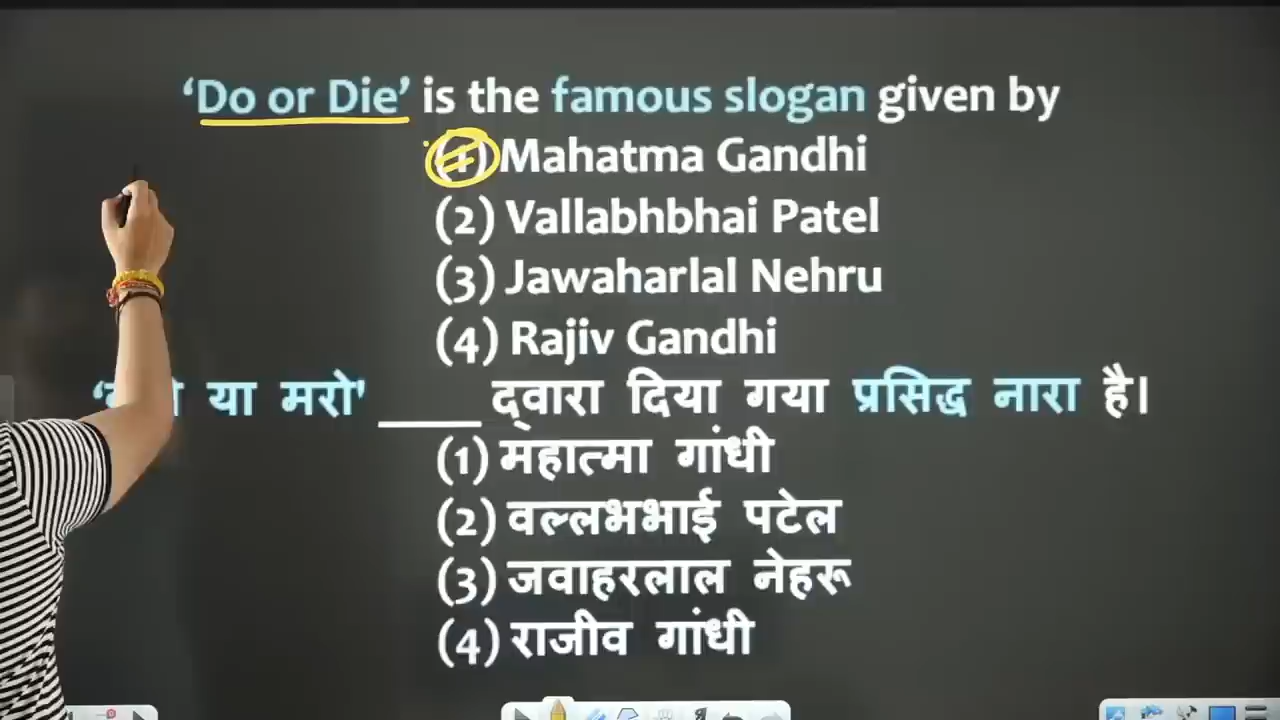 ‘Do or Die’ is the famous slogan given by
(1) Mahatma Gandhi
(2) Vallabhbhai Patel
(3) Jawaharlal Nehru
(4) Rajiv Gandhi
या मरो' ____ द्वारा दिया गया प्रसिद्ध नारा है।
(1) महात्मा गांधी
(2) वल्लभभाई पटेल
(3) जवाहरलाल नेहरू
(4) राजीव गांधी